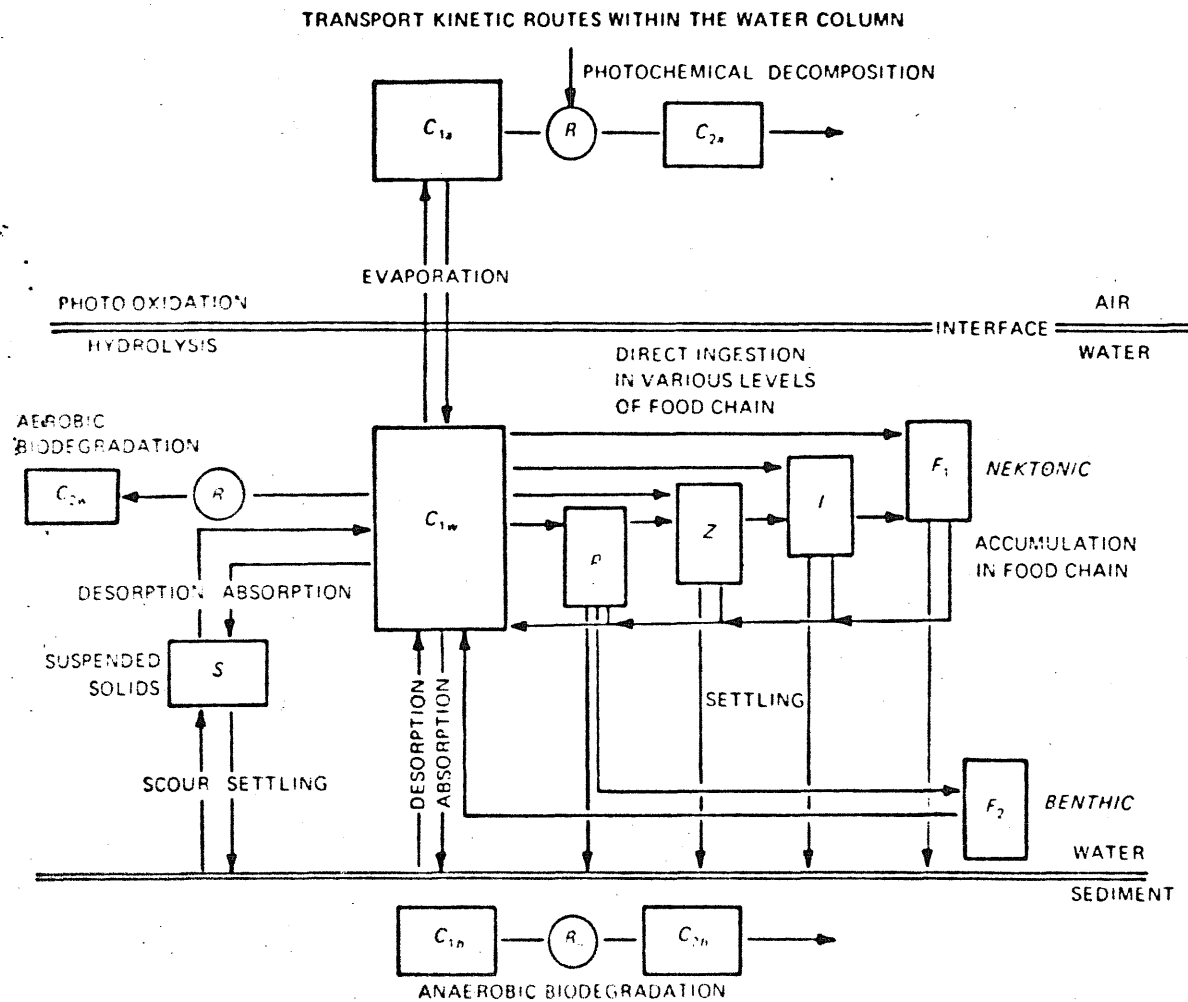 TRANSPORT KINETIC ROUTES WITHIN THE WATER COLUMN
PHOTOCHEMICAL DECOMPOSITION
C1a
R
C2a
EVAPORATION
PHOTO OXIDATION
AIR
INTERFACE
HYDROLYSIS
WATER
DIRECT INGESTION
IN VARIOUS LEVELS
OF FOOD CHAIN
AEROBIC
BIODEGRADATION
C2w
R
C1w
P
Z
I
F1
NEKTONIC
ACCUMULATION
IN FOOD CHAIN
DESORPTION ABSORPTION
SUSPENDED
SOLIDS
S
DESORPTION
ABSORPTION
SETTLING
SCOUR SETTLING
F2
BENTHIC
WATER
SEDIMENT
C1b
R
C2b
ANAEROBIC BIODEGRADATION